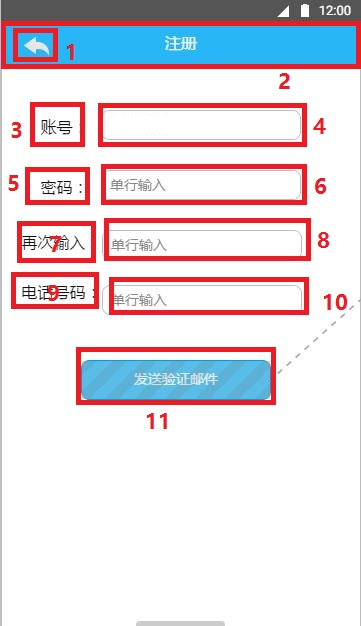 12:00
注册
1
2
3 账号： 4
5 密码： 单行输入 6
再次输入 7 单行输入 8
电话号码： 9 单行输入 10
发送验证邮件
11